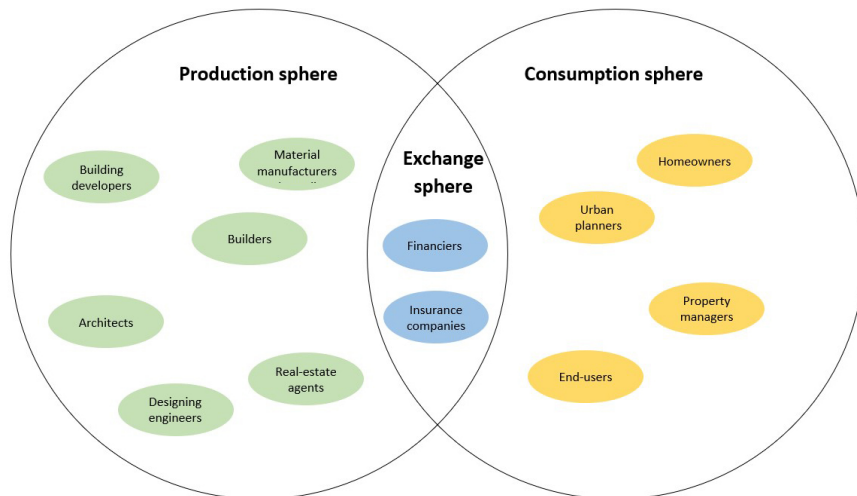 Production sphere
Consumption sphere
Exchange
sphere
Building
developers
Material
manufacturers
Builders
Architects
Real-estate
agents
Designing
engineers
Financiers
Insurance
companies
Homeowners
Urban
planners
Property
managers
End-users